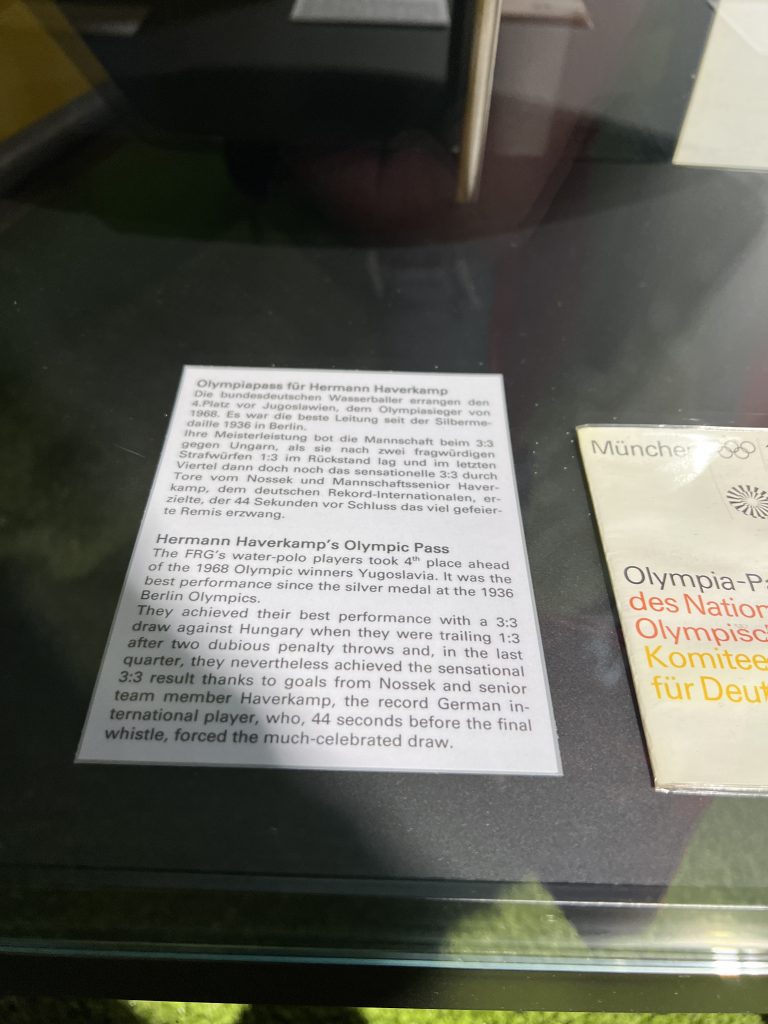 Olympiapass für Hermann Haverkamp
Die bundesdeutschen Wasserballer errangen den
4.Platz vor Jugoslawien, dem Olympiasieger von
1968. Es war die beste Leitung seit der Silberme-
daille 1936 in Berlin.
Ihre Meisterleistung bot die Mannschaft beim 3:3
gegen Ungarn, als sie nach zwei fragwürdigen
Strafwürfen 1:3 im Rückstand lag und im letzten
Viertel dann doch noch das sensationelle 3:3 durch
Tore vom Nossek und Mannschaftssenior Haver-
kamp, dem deutschen Rekord-Internationalen, er-
zielte, der 44 Sekunden vor Schluss das viel gefeier-
te Remis erzwang.
Hermann Haverkamp's Olympic Pass
The FRG's water-polo players took 4th place ahead
of the 1968 Olympic winners Yugoslavia. It was the
best performance since the silver medal at the 1936
Berlin Olympics.
They achieved their best performance with a 3:3
draw against Hungary when they were trailing 1:3
after two dubious penalty throws and, in the last
quarter, they nevertheless achieved the sensational
3:3 result thanks to goals from Nossek and senior
team member Haverkamp, the record German in-
ternational player, who, 44 seconds before the final
whistle, forced the much-celebrated draw.
München
Olympia-Pa
des Nation
Olympisc
Komitee
für Deut